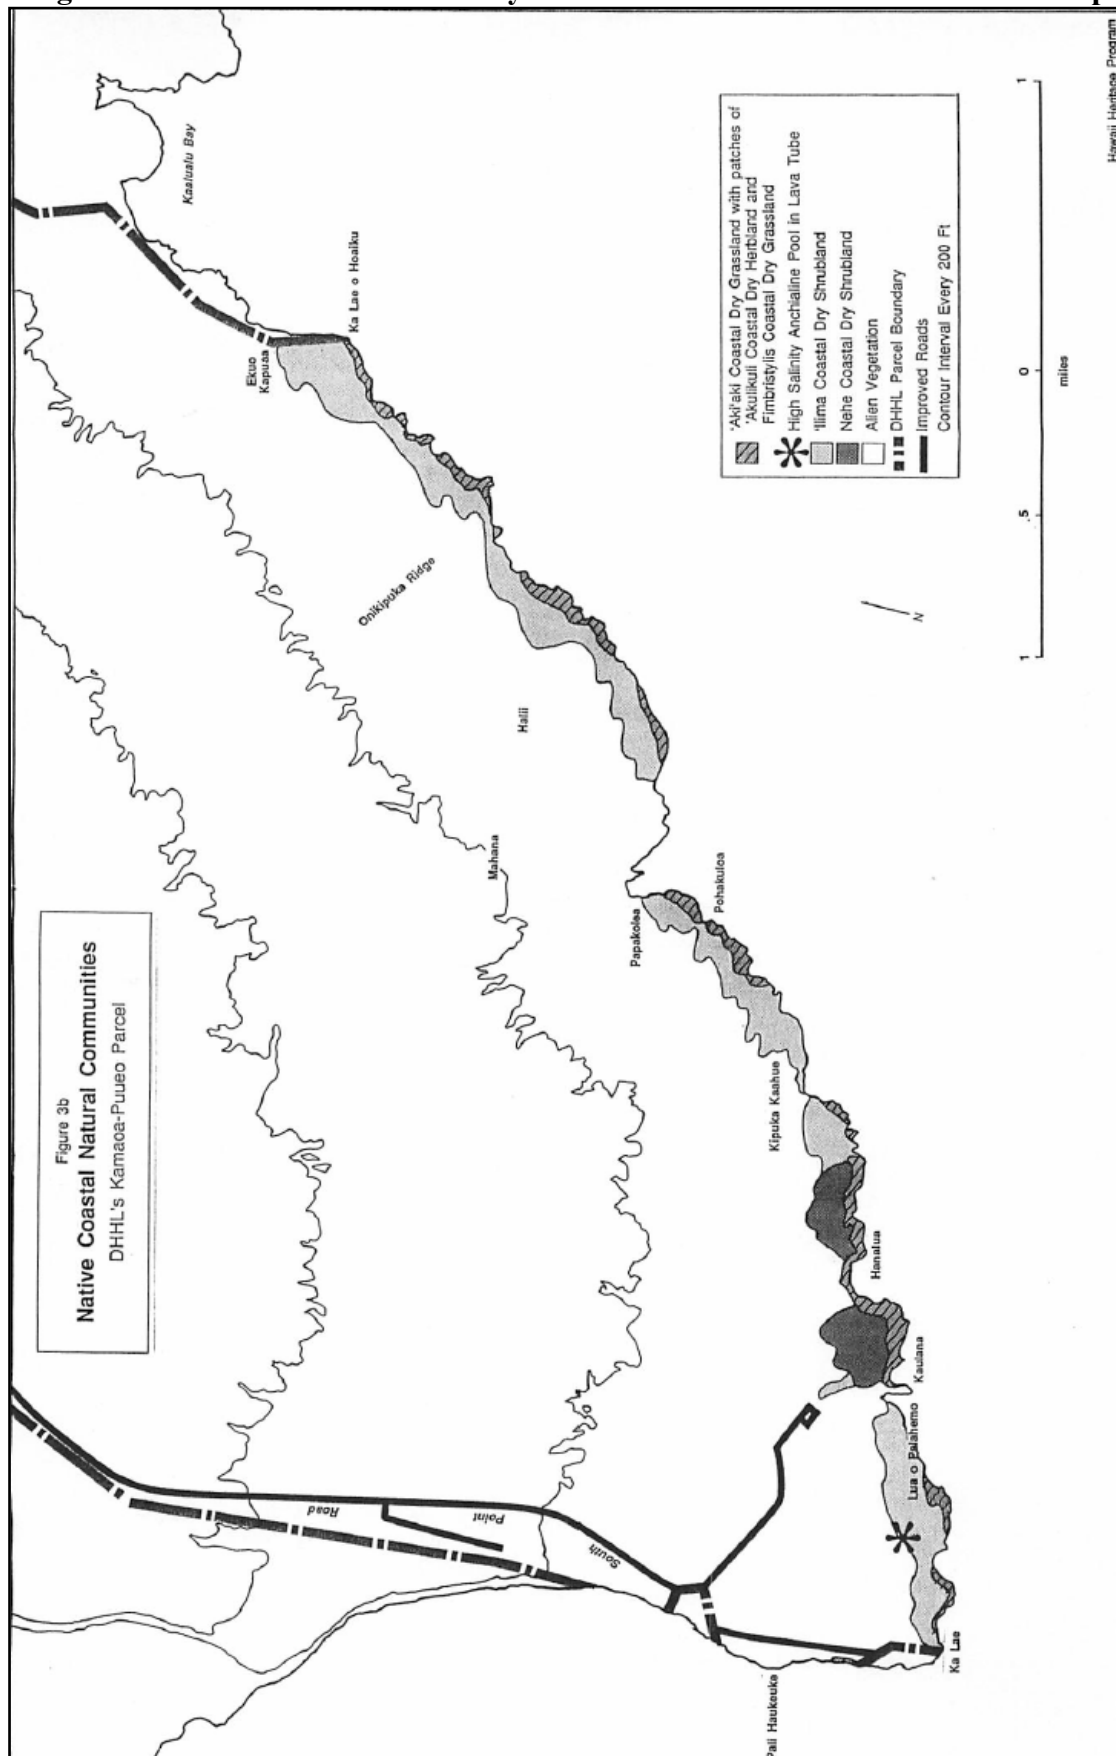 Figure 3b
Native Coastal Natural Communities
DHHL's Kamaoa-Puueo Parcel
Kaalualu Bay
Ka Lae o Hoaiku
Ekuo
Kapuaa
Onikipuka Ridge
Halii
Mahana
Papakolea
Pohakuloa
Kipuka Kaahue
Hanalua
Kaulana
Lua o Palahemo
Ka Lae
Pali Haukeuka
South
Point
Road
'Aki'aki Coastal Dry Grassland with patches of
'Akulikuli Coastal Dry Herbland and
Fimbristylis Coastal Dry Grassland
High Salinity Anchialine Pool in Lava Tube
'Ilima Coastal Dry Shrubland
Nehe Coastal Dry Shrubland
Alien Vegetation
DHHL Parcel Boundary
Improved Roads
Contour Interval Every 200 Ft
N
1
.5
0
1
miles
Hawaii Heritage Program